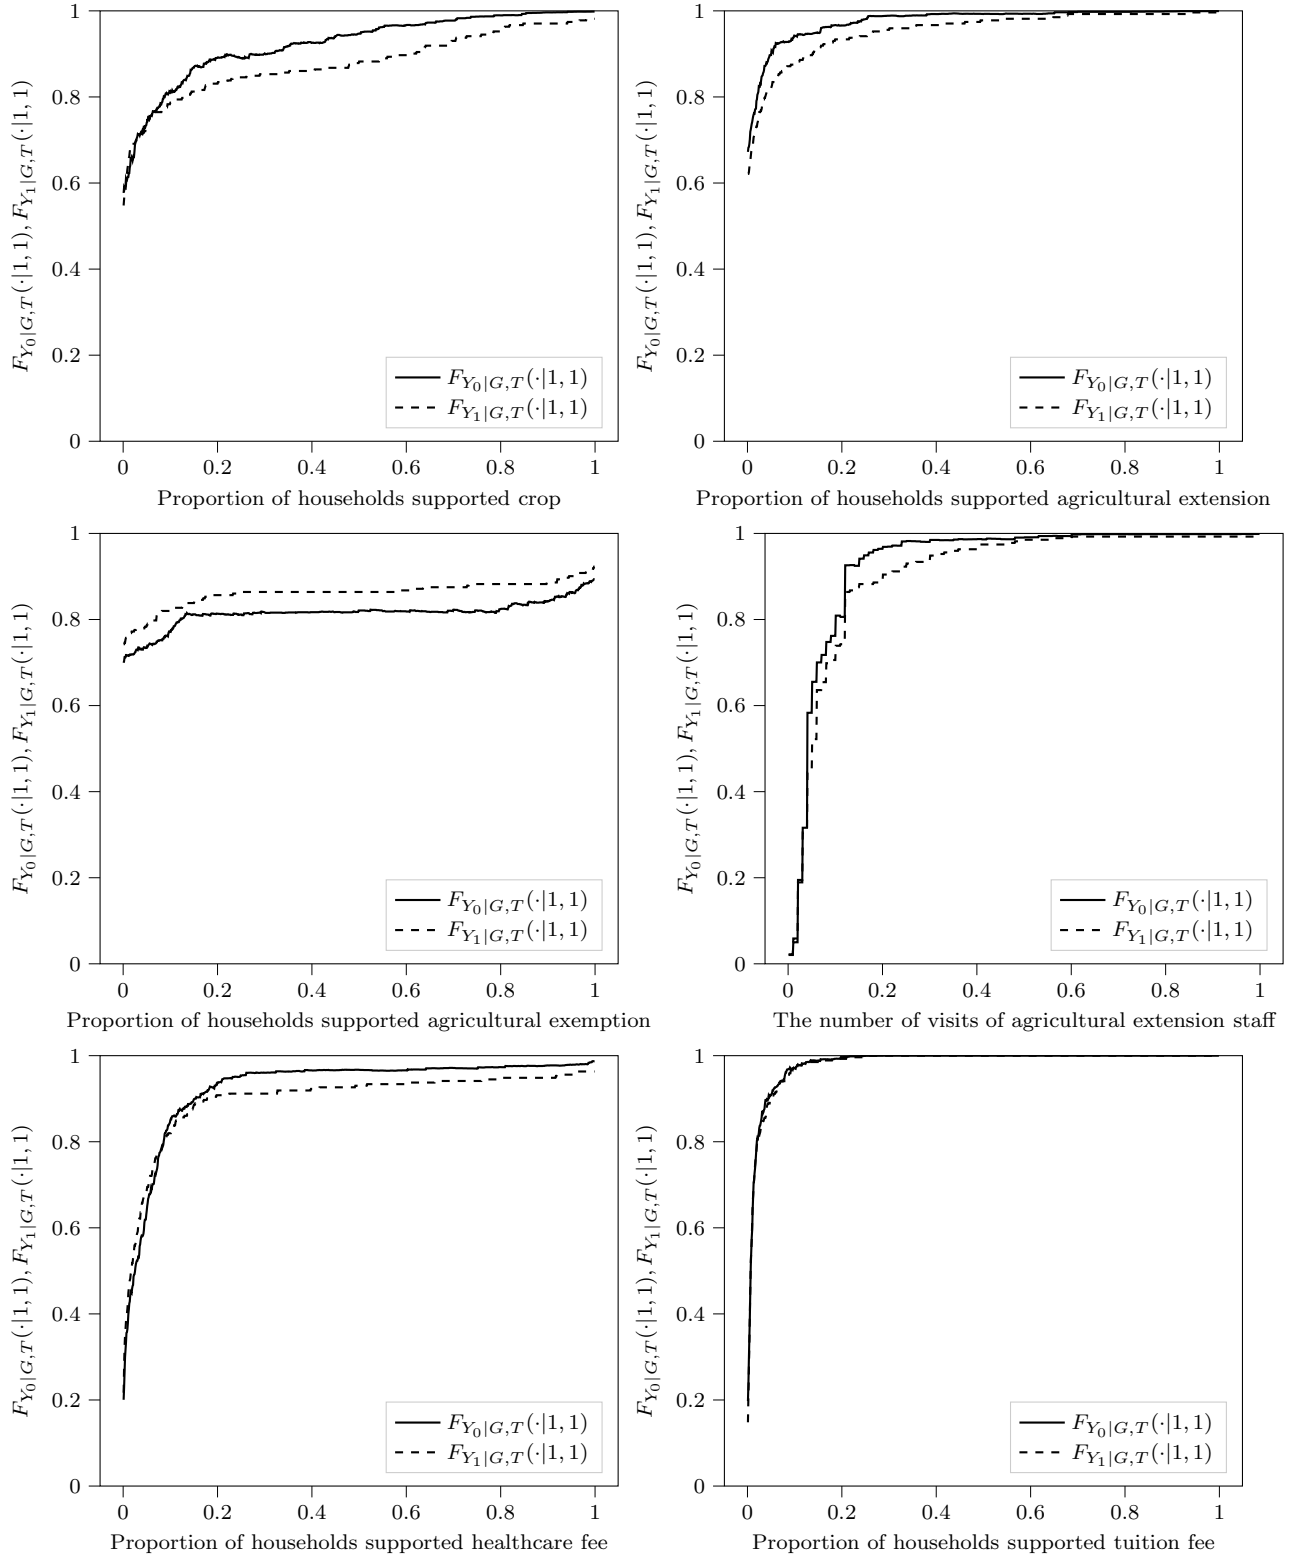 1
0.8
0.6
0.4
0.2
0
F_{Y_0|G,T}(·|1, 1), F_{Y_1|G,T}(·|1, 1)
F_{Y_0|G,T}(·|1, 1)
F_{Y_1|G,T}(·|1, 1)
0 0.2 0.4 0.6 0.8 1
Proportion of households supported crop
1
0.8
0.6
0.4
0.2
0
F_{Y_0|G,T}(·|1, 1), F_{Y_1|G,T}(·|1, 1)
F_{Y_0|G,T}(·|1, 1)
F_{Y_1|G,T}(·|1, 1)
0 0.2 0.4 0.6 0.8 1
Proportion of households supported agricultural extension
1
0.8
0.6
0.4
0.2
0
F_{Y_0|G,T}(·|1, 1), F_{Y_1|G,T}(·|1, 1)
F_{Y_0|G,T}(·|1, 1)
F_{Y_1|G,T}(·|1, 1)
0 0.2 0.4 0.6 0.8 1
Proportion of households supported agricultural exemption
1
0.8
0.6
0.4
0.2
0
F_{Y_0|G,T}(·|1, 1), F_{Y_1|G,T}(·|1, 1)
F_{Y_0|G,T}(·|1, 1)
F_{Y_1|G,T}(·|1, 1)
0 0.2 0.4 0.6 0.8 1
The number of visits of agricultural extension staff
1
0.8
0.6
0.4
0.2
0
F_{Y_0|G,T}(·|1, 1), F_{Y_1|G,T}(·|1, 1)
F_{Y_0|G,T}(·|1, 1)
F_{Y_1|G,T}(·|1, 1)
0 0.2 0.4 0.6 0.8 1
Proportion of households supported healthcare fee
1
0.8
0.6
0.4
0.2
0
F_{Y_0|G,T}(·|1, 1), F_{Y_1|G,T}(·|1, 1)
F_{Y_0|G,T}(·|1, 1)
F_{Y_1|G,T}(·|1, 1)
0 0.2 0.4 0.6 0.8 1
Proportion of households supported tuition fee